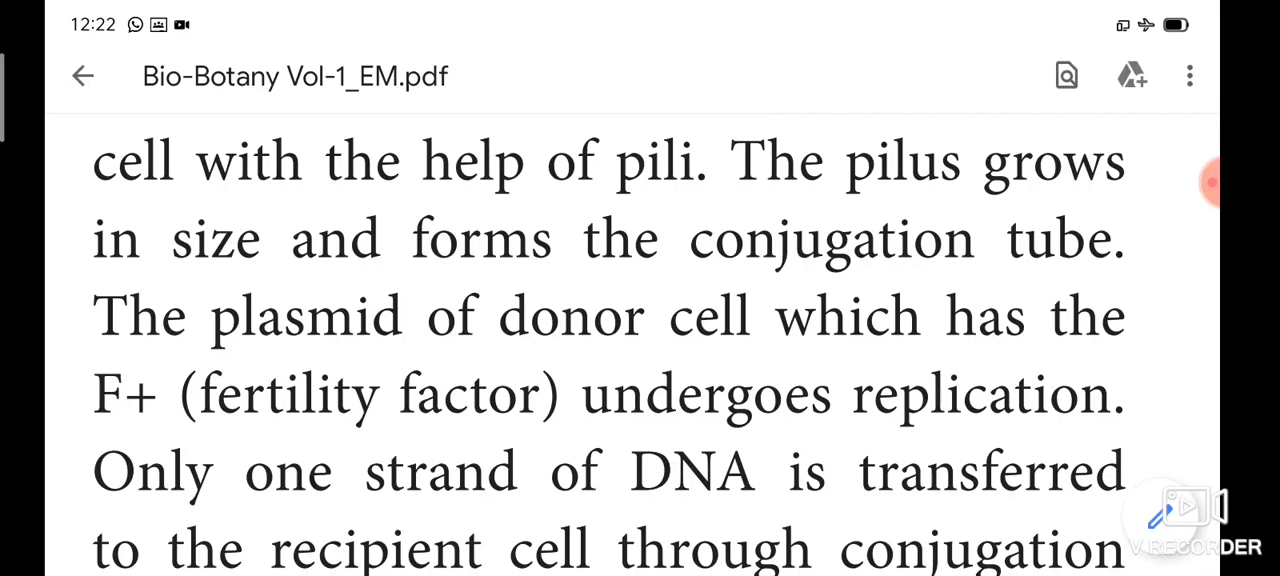 12:22
Bio-Botany Vol-1_EM.pdf
cell with the help of pili. The pilus grows
in size and forms the conjugation tube.
The plasmid of donor cell which has the
F+ (fertility factor) undergoes replication.
Only one strand of DNA is transferred
to the recipient cell through conjugation
V RECORDER